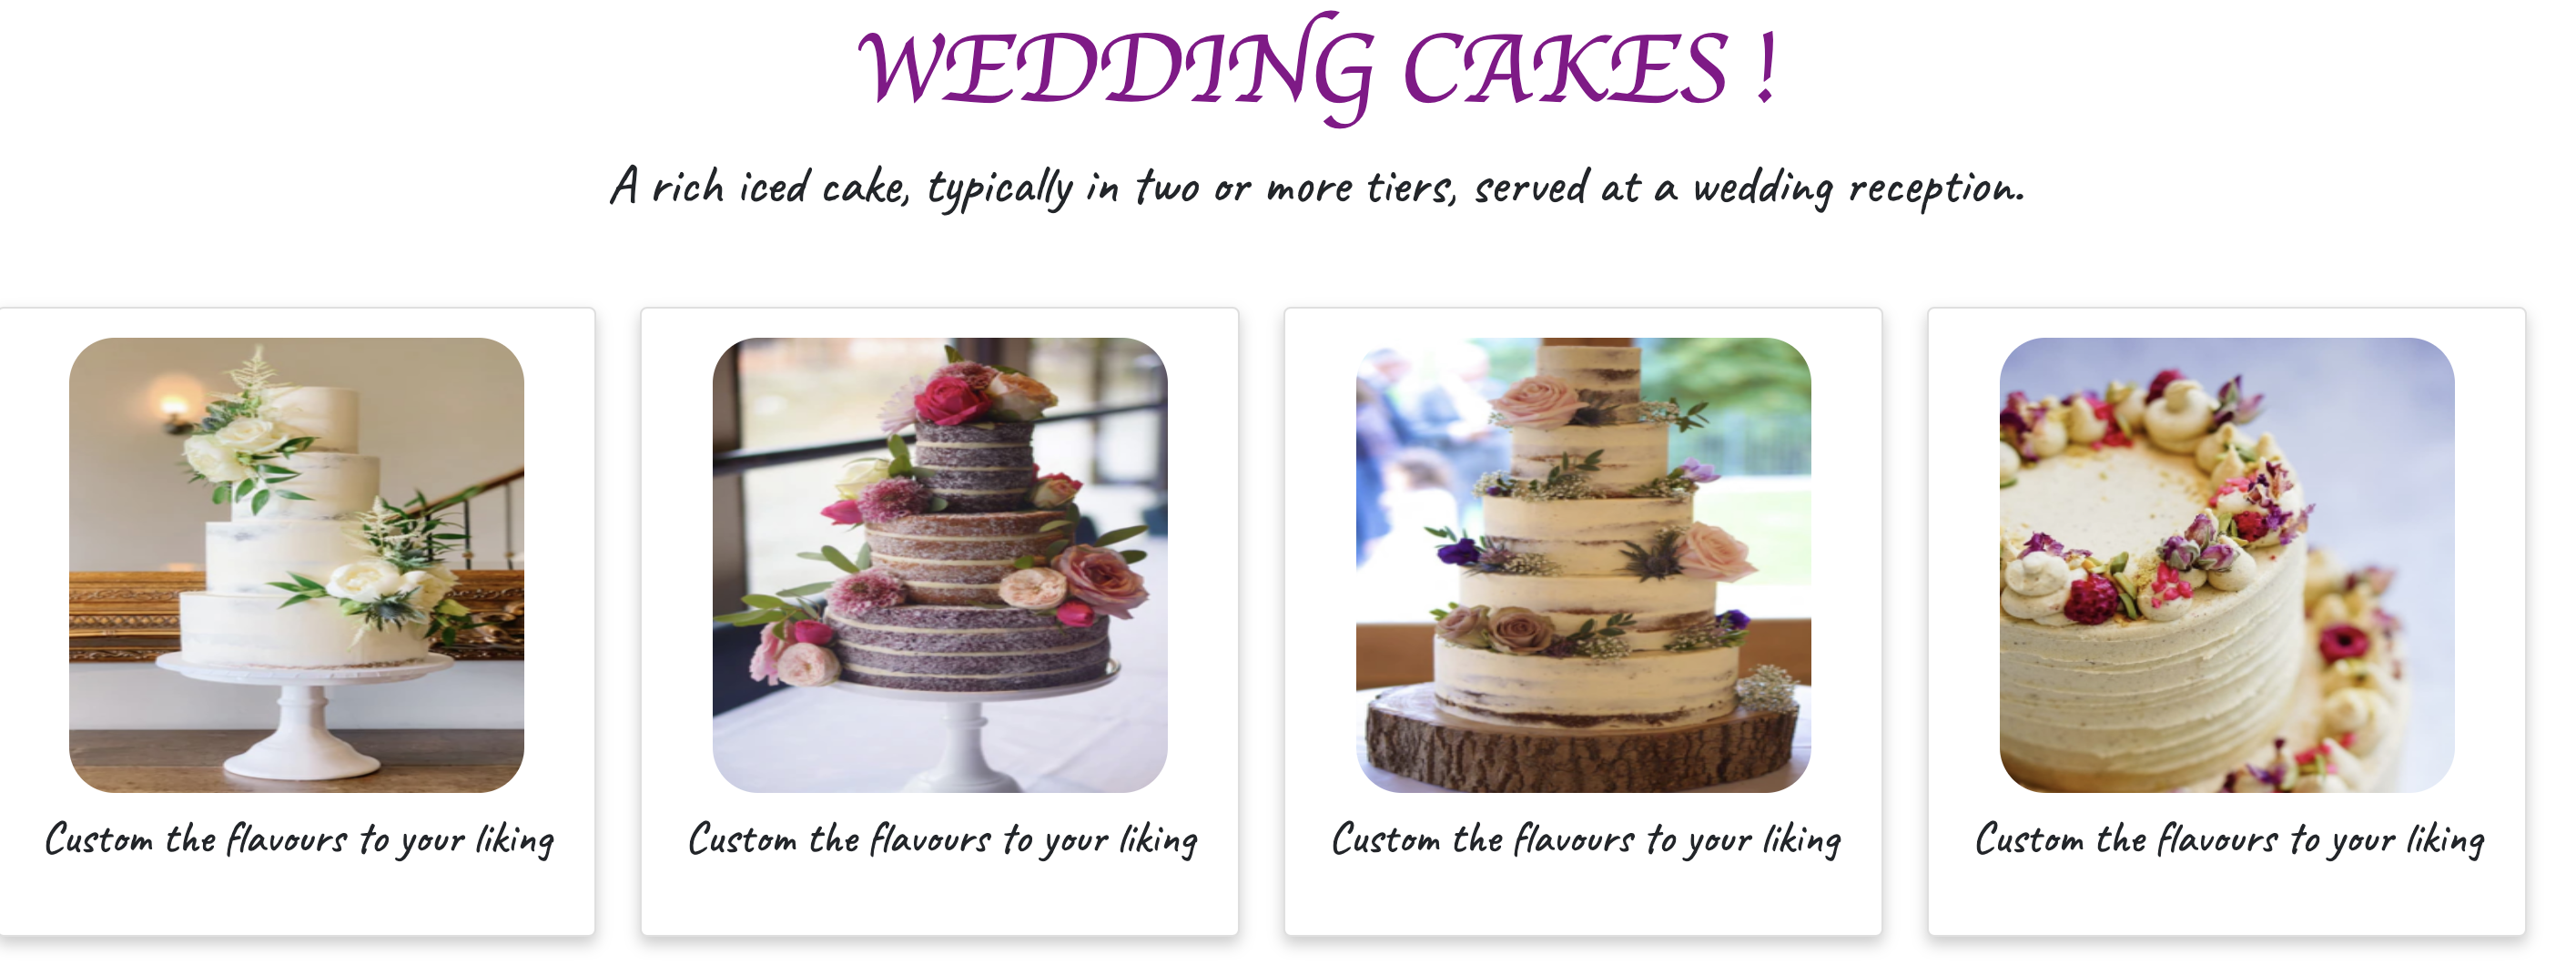 WEDDING CAKES !
A rich iced cake, typically in two or more tiers, served at a wedding reception.
Custom the flavours to your liking
Custom the flavours to your liking
Custom the flavours to your liking
Custom the flavours to your liking